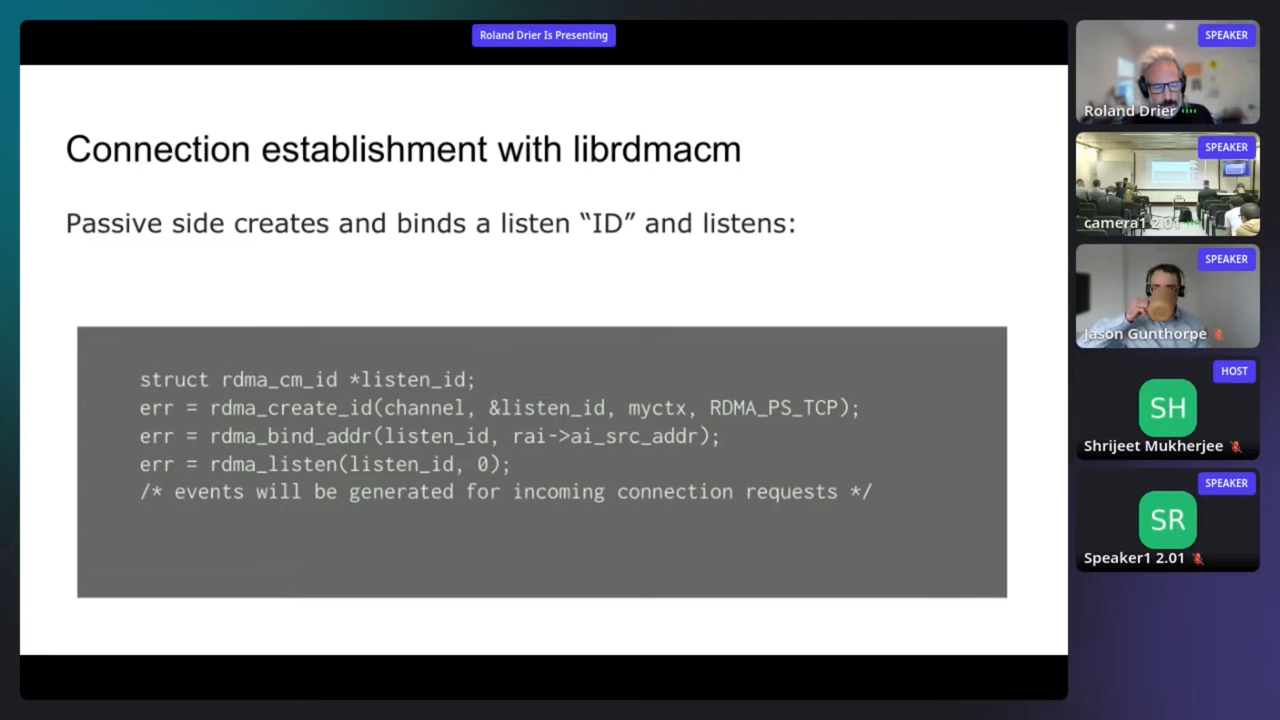 Roland Drier Is Presenting
Connection establishment with librdmacm
Passive side creates and binds a listen “ID” and listens:
struct rdma_cm_id *listen_id;
err = rdma_create_id(channel, &listen_id, myctx, RDMA_PS_TCP);
err = rdma_bind_addr(listen_id, rai->ai_src_addr);
err = rdma_listen(listen_id, 0);
/* events will be generated for incoming connection requests */
SPEAKER
Roland Drier
SPEAKER
camera1 2.01
SPEAKER
Jason Gunthorpe
HOST
SH
Shrijeet Mukherjee
SPEAKER
SR
Speaker1 2.01